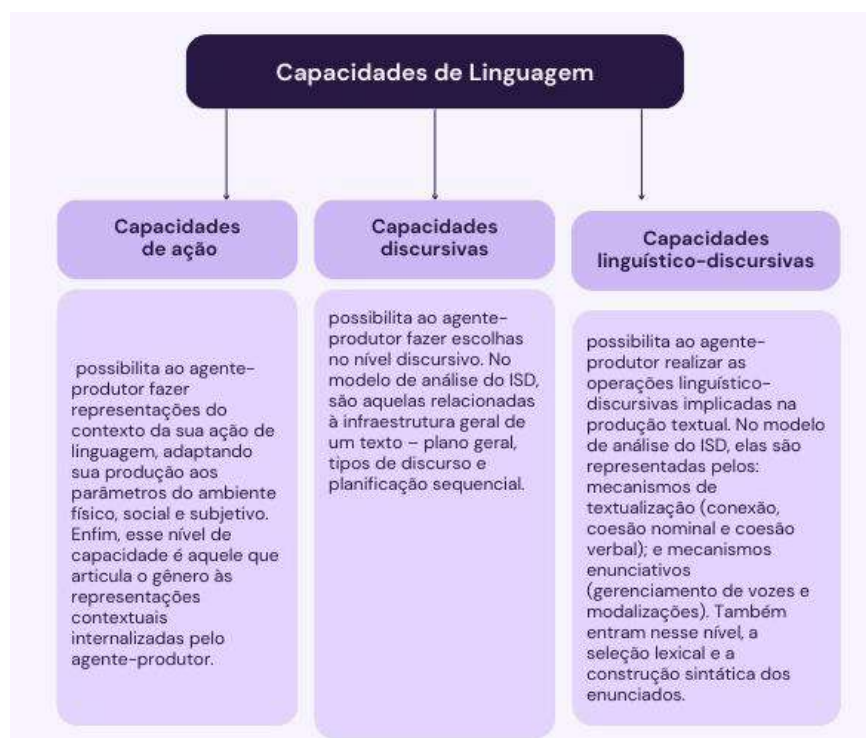 Capacidades de Linguagem
Capacidades
de ação
possibilita ao agente-
produtor fazer
representações do
contexto da sua ação de
linguagem, adaptando
sua produção aos
parâmetros do ambiente
físico, social e subjetivo.
Enfim, esse nível de
capacidade é aquele que
articula o gênero às
representações
contextuais
internalizadas pelo
agente-produtor.
Capacidades
discursivas
possibilita ao agente-
produtor fazer escolhas
no nível discursivo. No
modelo de análise do ISD,
são aquelas relacionadas
à infraestrutura geral de
um texto – plano geral,
tipos de discurso e
planificação sequencial.
Capacidades
linguístico-discursivas
possibilita ao agente-
produtor realizar as
operações linguístico-
discursivas implicadas na
produção textual. No modelo
de análise do ISD, elas são
representadas pelos:
mecanismos de
textualização (conexão,
coesão nominal e coesão
verbal); e mecanismos
enunciativos
(gerenciamento de vozes e
modalizações). Também
entram nesse nível, a
seleção lexical e a
construção sintática dos
enunciados.